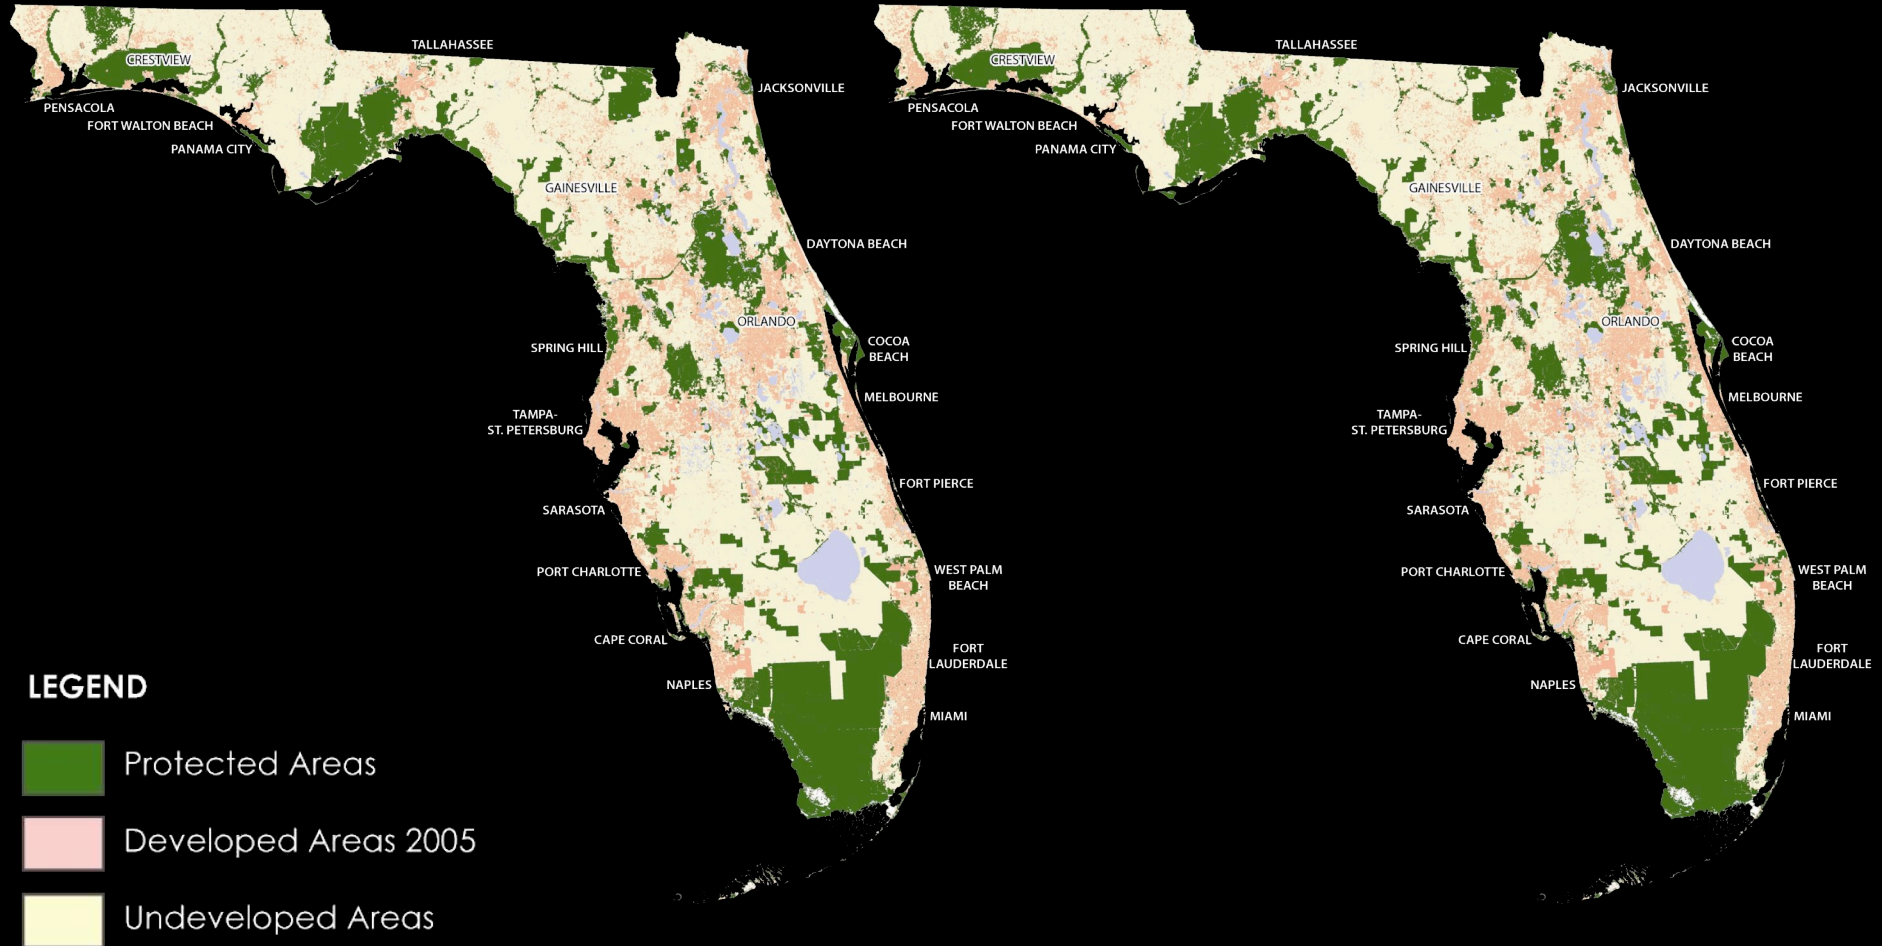 TALLAHASSEE
CRESTVIEW
JACKSONVILLE
PENSACOLA
FORT WALTON BEACH
PANAMA CITY
GAINESVILLE
DAYTONA BEACH
ORLANDO
SPRING HILL
COCOA
BEACH
MELBOURNE
TAMPA-
ST. PETERSBURG
FORT PIERCE
SARASOTA
PORT CHARLOTTE
WEST PALM
BEACH
CAPE CORAL
FORT
LAUDERDALE
NAPLES
MIAMI
LEGEND
Protected Areas
Developed Areas 2005
Undeveloped Areas
TALLAHASSEE
CRESTVIEW
JACKSONVILLE
PENSACOLA
FORT WALTON BEACH
PANAMA CITY
GAINESVILLE
DAYTONA BEACH
ORLANDO
SPRING HILL
COCOA
BEACH
MELBOURNE
TAMPA-
ST. PETERSBURG
FORT PIERCE
SARASOTA
PORT CHARLOTTE
WEST PALM
BEACH
CAPE CORAL
FORT
LAUDERDALE
NAPLES
MIAMI